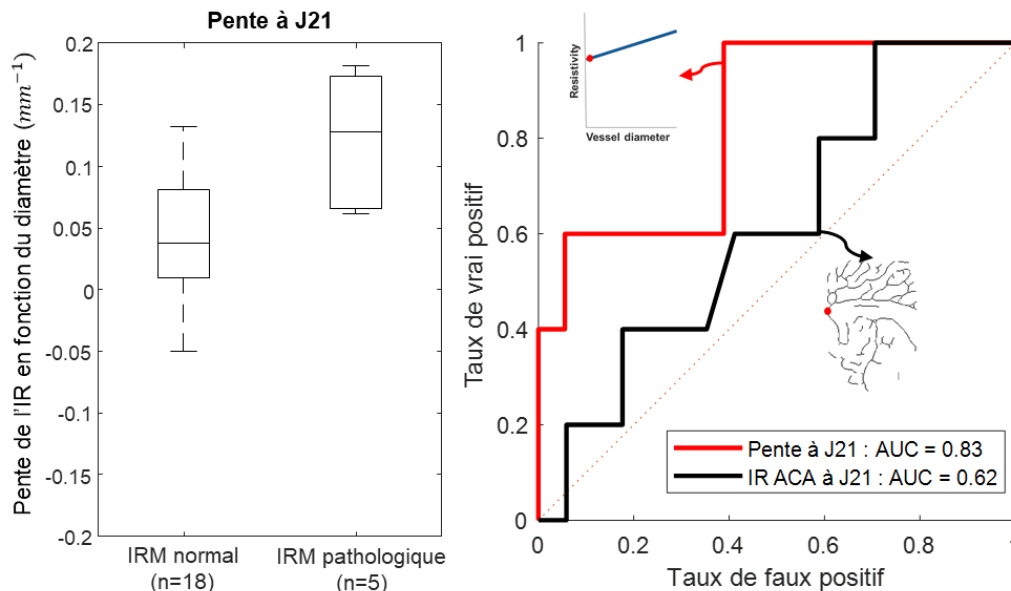 Pente à J21
Pente de l'IR en fonction du diamètre (mm⁻¹)
0.2
0.15
0.1
0.05
0
-0.05
-0.1
-0.15
-0.2
IRM normal
(n=18)
IRM pathologique
(n=5)
Resistivity
Vessel diameter
Taux de vrai positif
1
0.8
0.6
0.4
0.2
0
Pente à J21 : AUC = 0.83
IR ACA à J21 : AUC = 0.62
0
0.2
0.4
0.6
0.8
1
Taux de faux positif